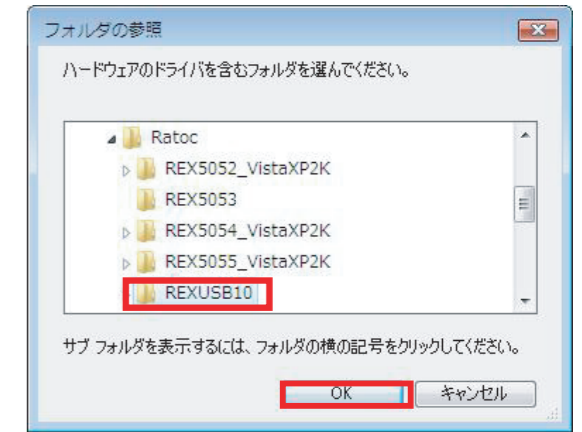 フォルダの参照
ハードウェアのドライバを含むフォルダを選んでください。
Ratoc
REX5052_VistaXP2K
REX5053
REX5054_VistaXP2K
REX5055_VistaXP2K
REXUSB10
サブ フォルダを表示するには、フォルダの横の記号をクリックしてください。
OK キャンセル